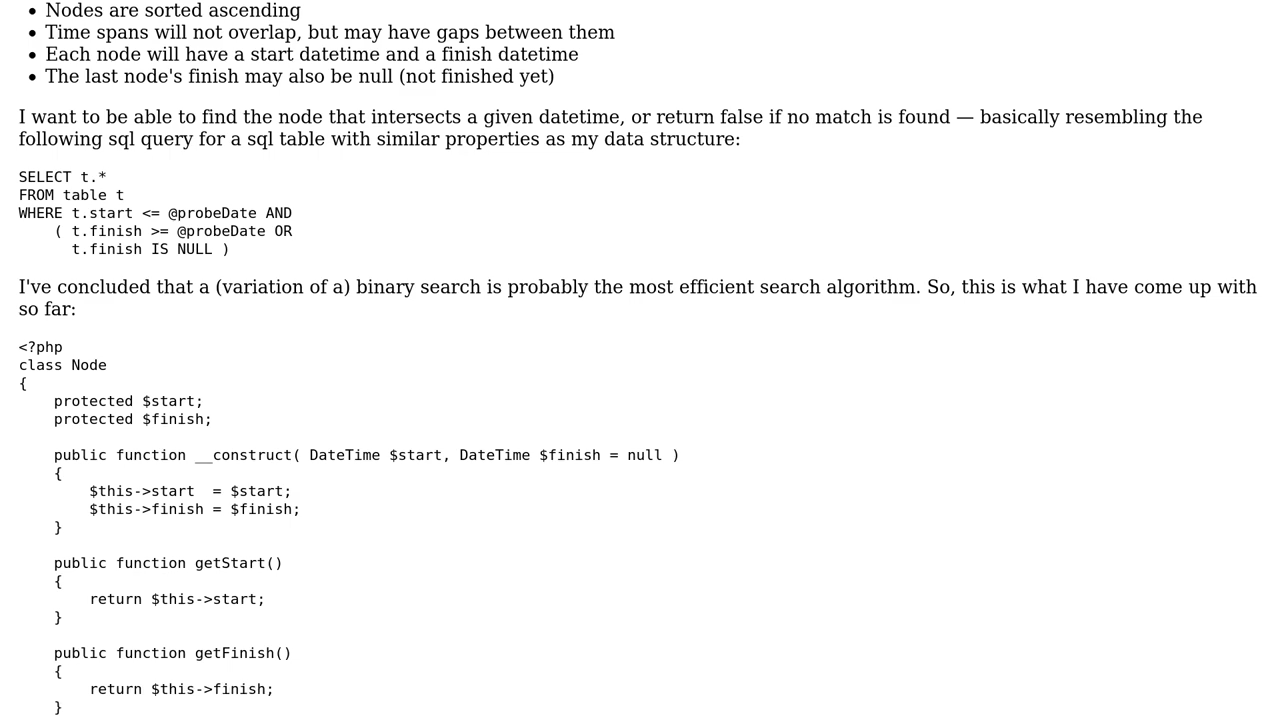 • Nodes are sorted ascending
• Time spans will not overlap, but may have gaps between them
• Each node will have a start datetime and a finish datetime
• The last node's finish may also be null (not finished yet)
I want to be able to find the node that intersects a given datetime, or return false if no match is found — basically resembling the
following sql query for a sql table with similar properties as my data structure:
SELECT t.*
FROM table t
WHERE t.start <= @probeDate AND
    ( t.finish >= @probeDate OR
      t.finish IS NULL )
I've concluded that a (variation of a) binary search is probably the most efficient search algorithm. So, this is what I have come up with
so far:
<?php
class Node
{
    protected $start;
    protected $finish;
    public function __construct( DateTime $start, DateTime $finish = null )
    {
        $this->start  = $start;
        $this->finish = $finish;
    }
    public function getStart()
    {
        return $this->start;
    }
    public function getFinish()
    {
        return $this->finish;
    }